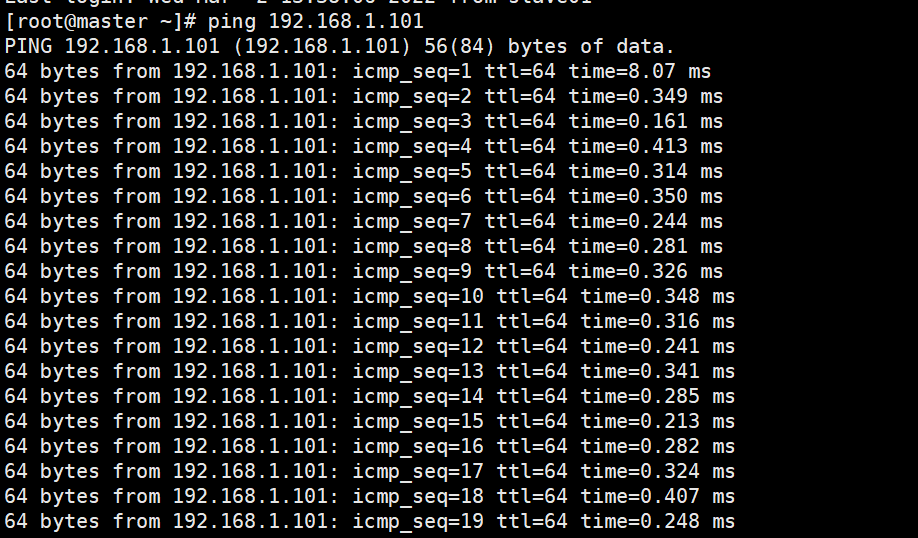 [root@master ~]# ping 192.168.1.101
PING 192.168.1.101 (192.168.1.101) 56(84) bytes of data.
64 bytes from 192.168.1.101: icmp_seq=1 ttl=64 time=8.07 ms
64 bytes from 192.168.1.101: icmp_seq=2 ttl=64 time=0.349 ms
64 bytes from 192.168.1.101: icmp_seq=3 ttl=64 time=0.161 ms
64 bytes from 192.168.1.101: icmp_seq=4 ttl=64 time=0.413 ms
64 bytes from 192.168.1.101: icmp_seq=5 ttl=64 time=0.314 ms
64 bytes from 192.168.1.101: icmp_seq=6 ttl=64 time=0.350 ms
64 bytes from 192.168.1.101: icmp_seq=7 ttl=64 time=0.244 ms
64 bytes from 192.168.1.101: icmp_seq=8 ttl=64 time=0.281 ms
64 bytes from 192.168.1.101: icmp_seq=9 ttl=64 time=0.326 ms
64 bytes from 192.168.1.101: icmp_seq=10 ttl=64 time=0.348 ms
64 bytes from 192.168.1.101: icmp_seq=11 ttl=64 time=0.316 ms
64 bytes from 192.168.1.101: icmp_seq=12 ttl=64 time=0.241 ms
64 bytes from 192.168.1.101: icmp_seq=13 ttl=64 time=0.341 ms
64 bytes from 192.168.1.101: icmp_seq=14 ttl=64 time=0.285 ms
64 bytes from 192.168.1.101: icmp_seq=15 ttl=64 time=0.213 ms
64 bytes from 192.168.1.101: icmp_seq=16 ttl=64 time=0.282 ms
64 bytes from 192.168.1.101: icmp_seq=17 ttl=64 time=0.324 ms
64 bytes from 192.168.1.101: icmp_seq=18 ttl=64 time=0.407 ms
64 bytes from 192.168.1.101: icmp_seq=19 ttl=64 time=0.248 ms